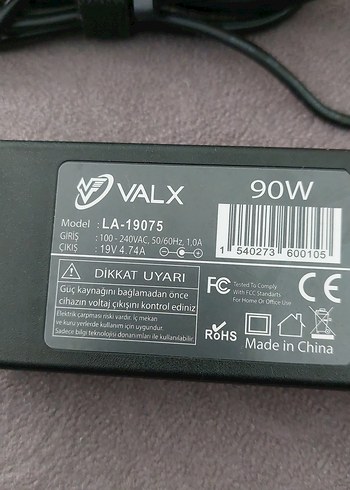 VALX
90W
Model : LA-19075
GİRİŞ : 100 - 240VAC, 50/60Hz, 1,0A
ÇIKIŞ : 19V 4.74A
1 540273 600105
DİKKAT UYARI
Güç kaynağını bağlamadan önce
cihazın voltaj çıkışını kontrol ediniz
Elektrik çarpması riski vardır. İç mekan
ve kuru yerlerde kullanım için uygundur.
Sadece bilgi teknolojisi donanımları ile kullanılabilir.
FC Tested To Comply
With FCC Standards
For Home Or Office Use
CE
RoHS
Made in China